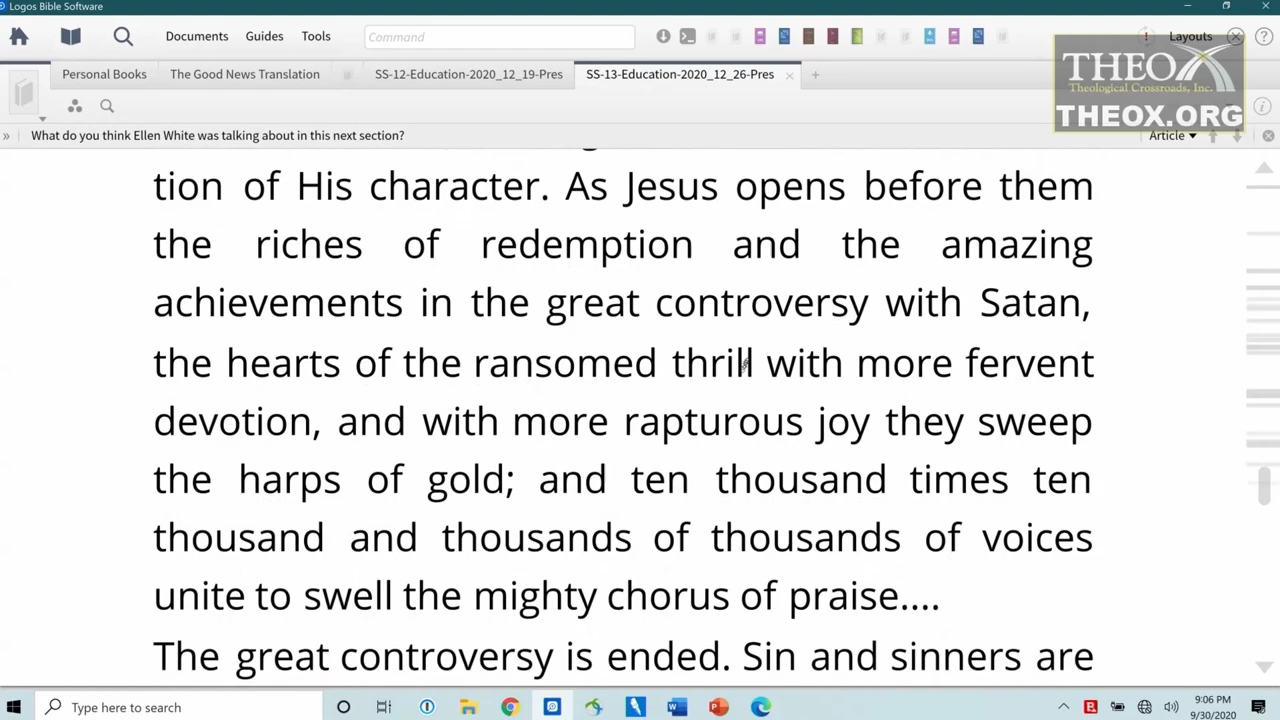 Logos Bible Software
Documents Guides Tools Command Layouts
THEOX
Theological Crossroads, Inc.
THEOX.ORG
Personal Books The Good News Translation SS-12-Education-2020_12_19-Pres SS-13-Education-2020_12_26-Pres
What do you think Ellen White was talking about in this next section? Article
tion of His character. As Jesus opens before them
the riches of redemption and the amazing
achievements in the great controversy with Satan,
the hearts of the ransomed thrill with more fervent
devotion, and with more rapturous joy they sweep
the harps of gold; and ten thousand times ten
thousand and thousands of thousands of voices
unite to swell the mighty chorus of praise....
The great controversy is ended. Sin and sinners are
Type here to search
9:06 PM
9/30/2020